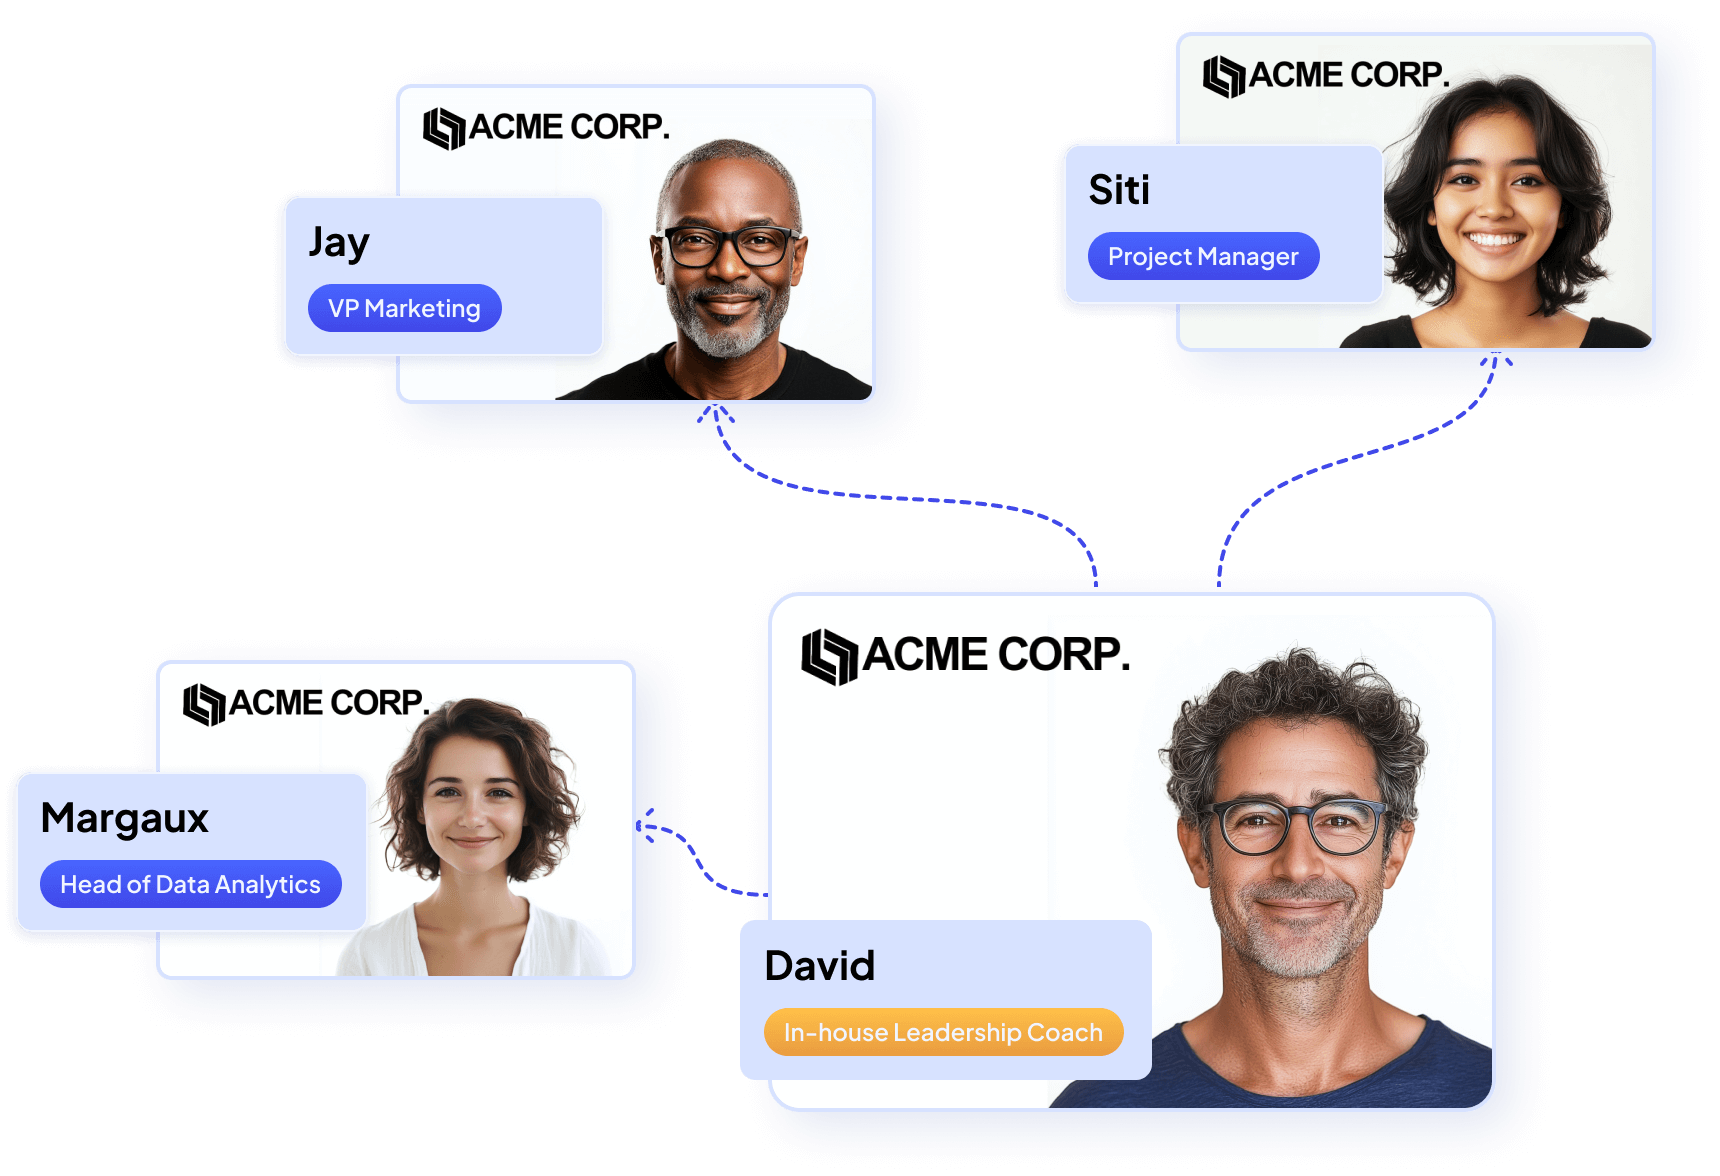 ACME CORP.
Siti
Project Manager
ACME CORP.
Jay
VP Marketing
ACME CORP.
Margaux
Head of Data Analytics
ACME CORP.
David
In-house Leadership Coach